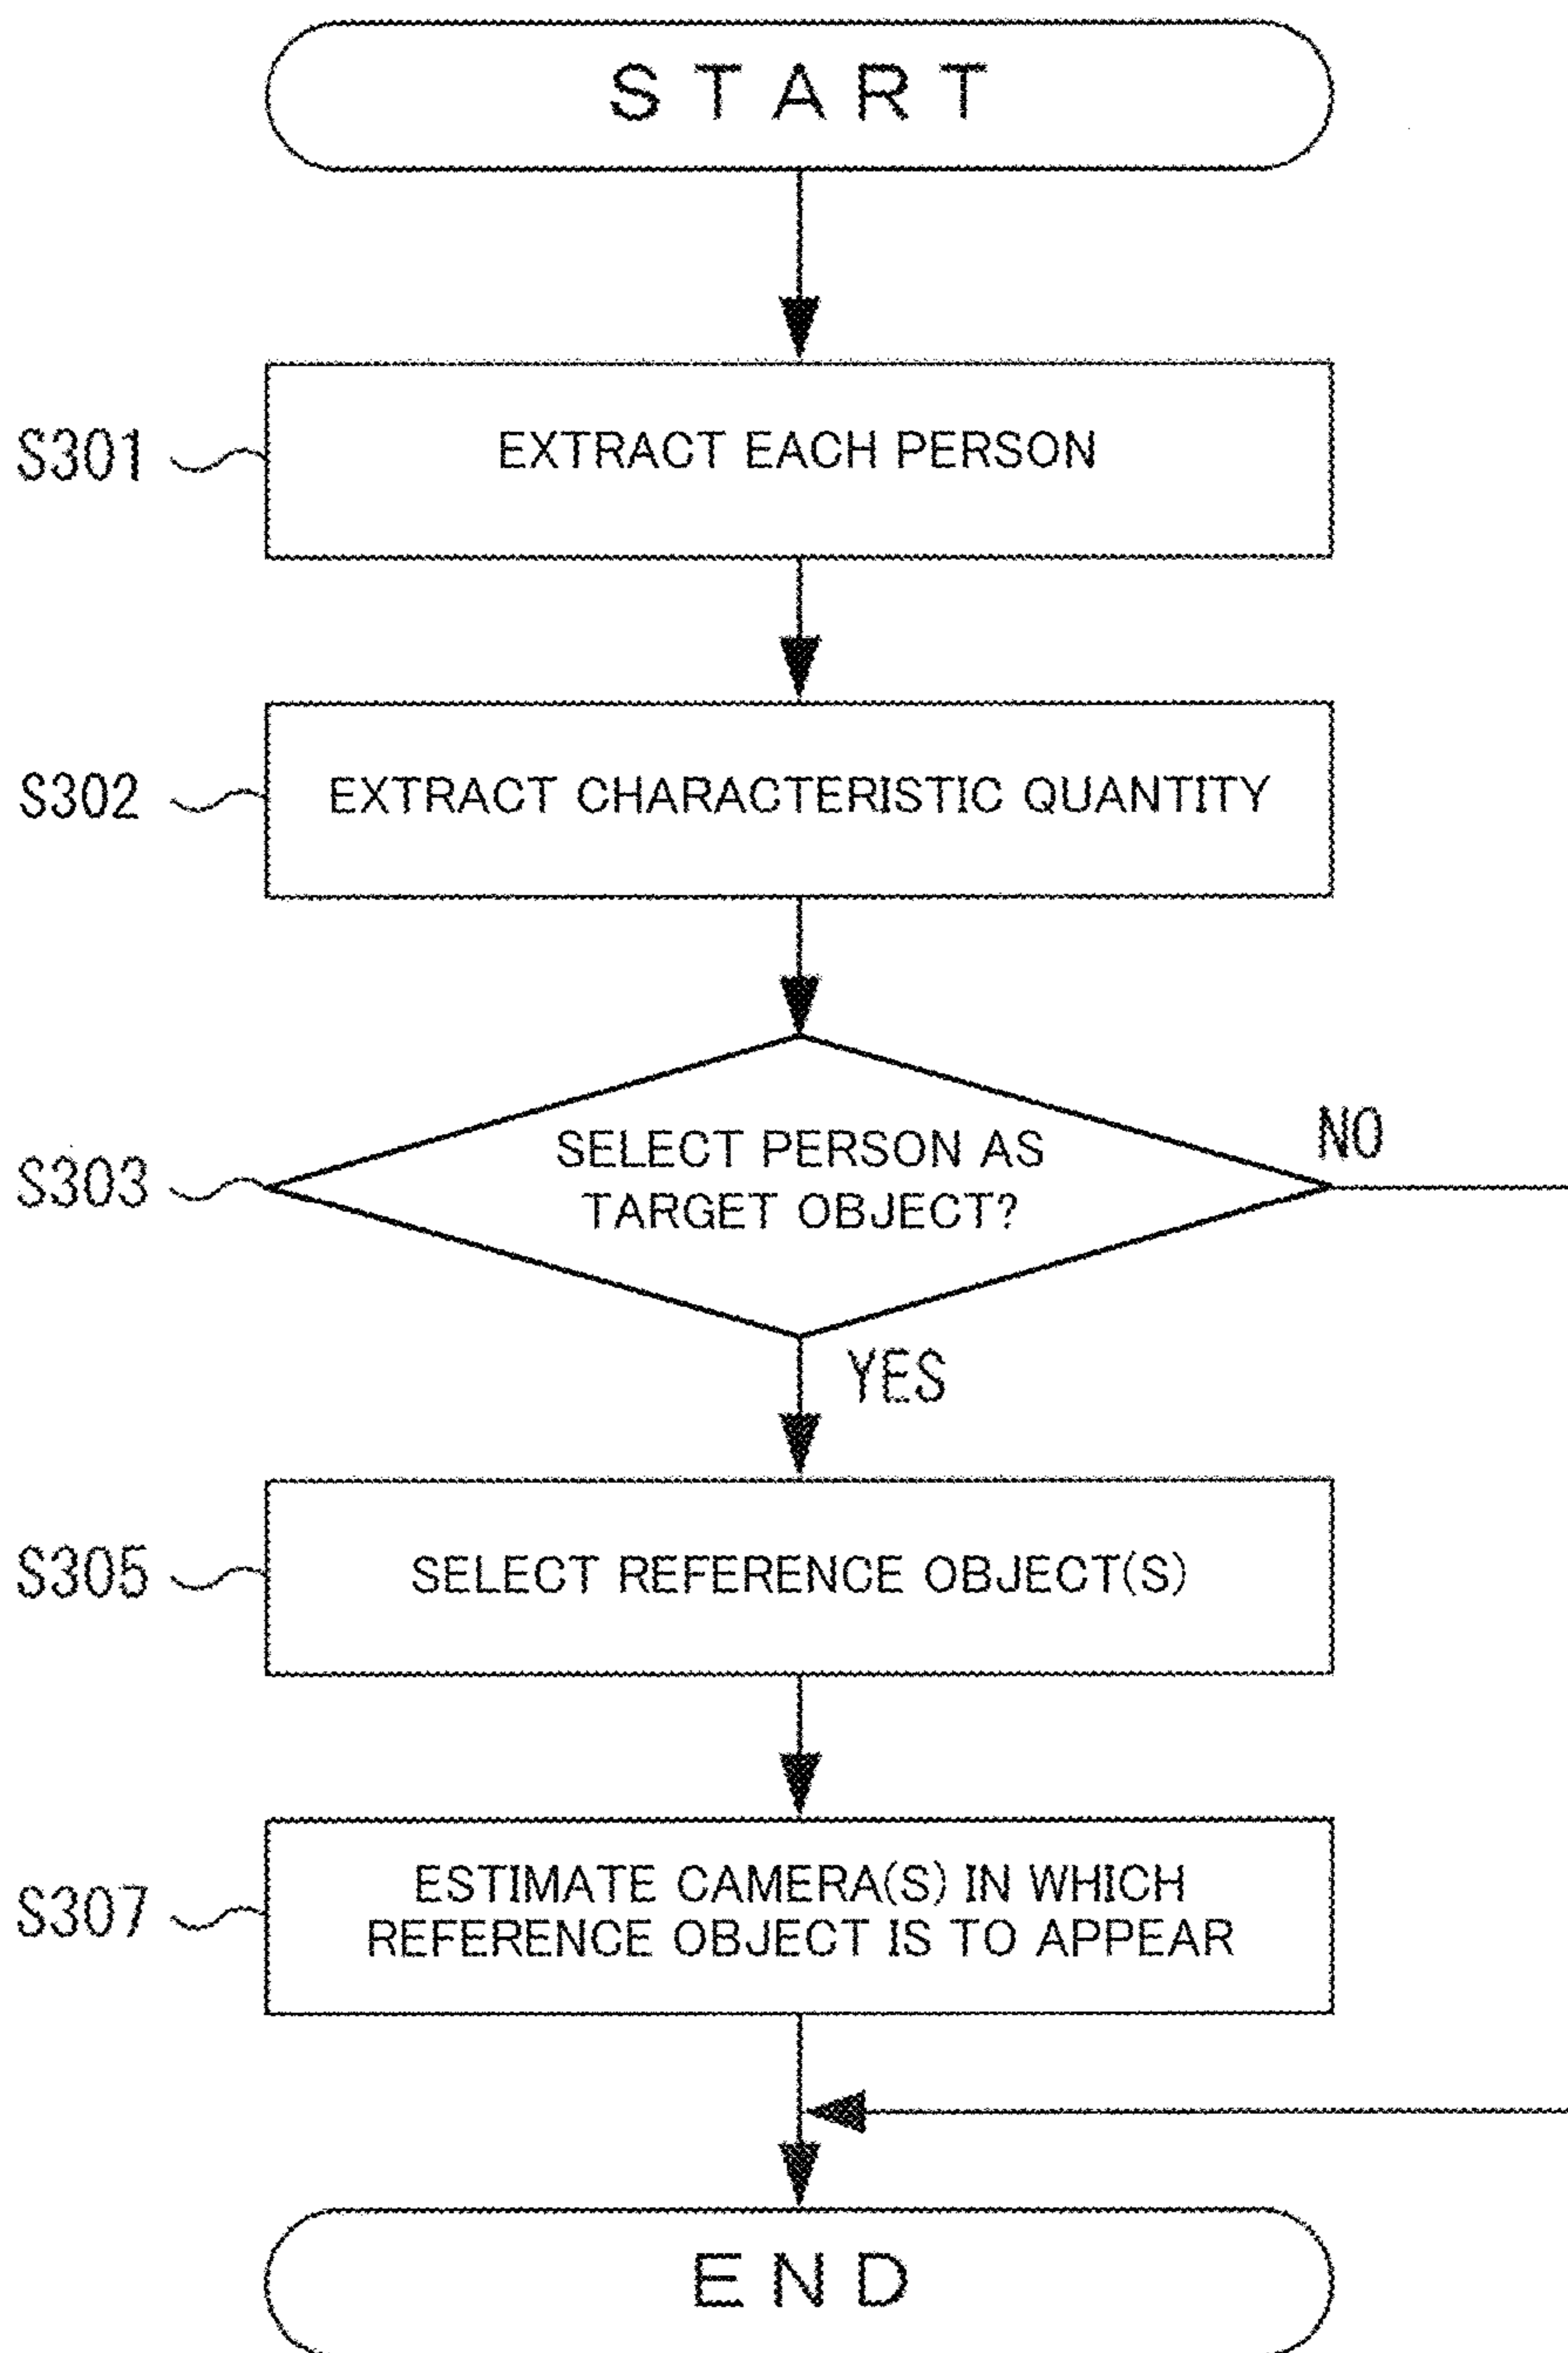 START
S301
EXTRACT EACH PERSON
S302
EXTRACT CHARACTERISTIC QUANTITY
S303
SELECT PERSON AS
TARGET OBJECT?
NO
YES
S305
SELECT REFERENCE OBJECT(S)
S307
ESTIMATE CAMERA(S) IN WHICH
REFERENCE OBJECT IS TO APPEAR
END